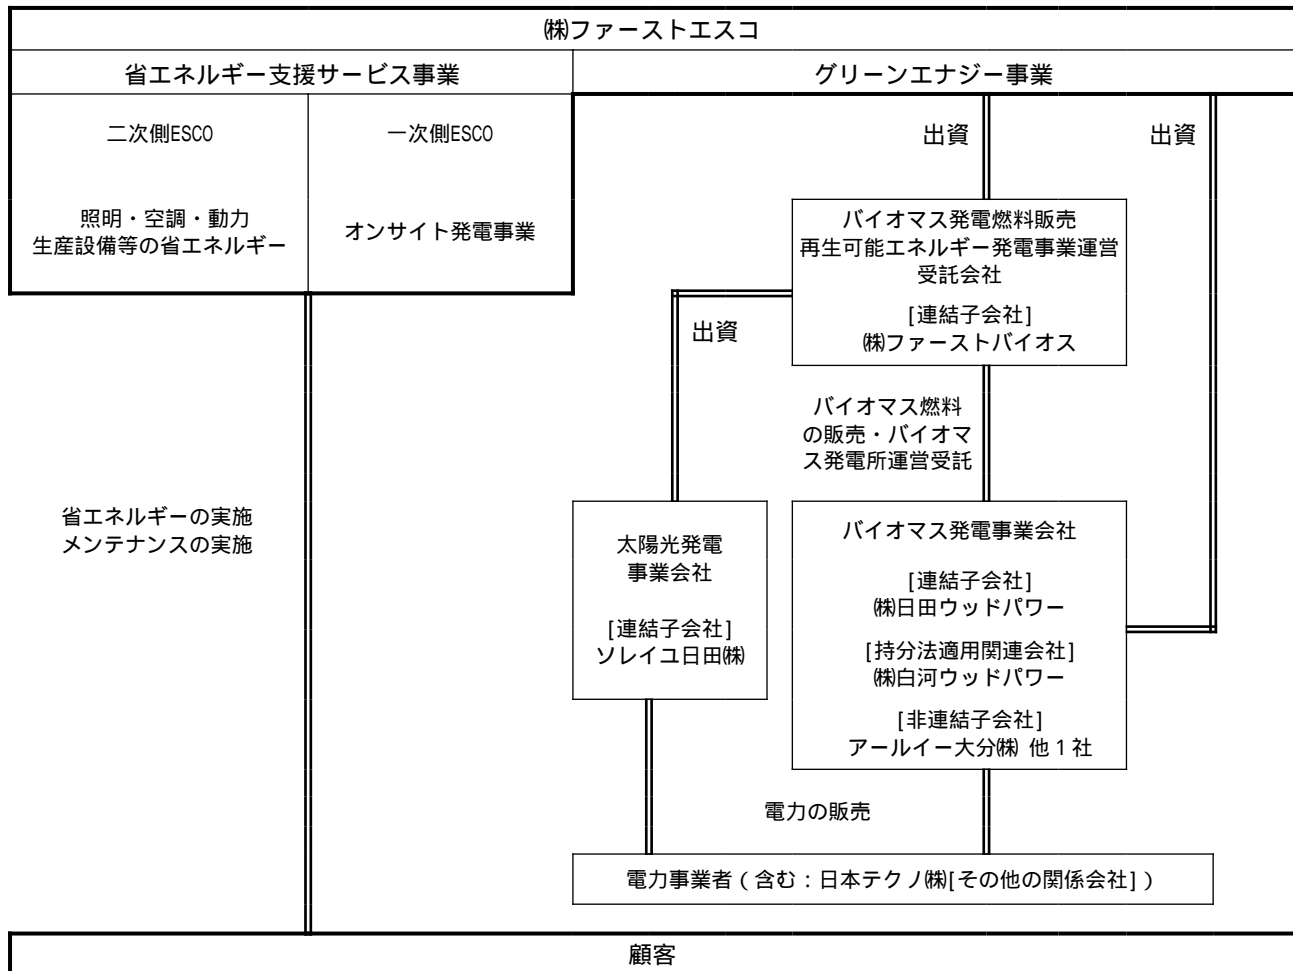 ㈱ファーストエスコ
省エネルギー支援サービス事業
グリーンエナジー事業
二次側ESCO
一次側ESCO
出資
出資
照明・空調・動力
生産設備等の省エネルギー
オンサイト発電事業
バイオマス発電燃料販売
再生可能エネルギー発電事業運営
受託会社
[連結子会社]
㈱ファーストバイオス
出資
バイオマス燃料
の販売・バイオマ
ス発電所運営受託
省エネルギーの実施
メンテナンスの実施
太陽光発電
事業会社
[連結子会社]
ソレイユ日田㈱
バイオマス発電事業会社
[連結子会社]
㈱日田ウッドパワー
[持分法適用関連会社]
㈱白河ウッドパワー
[非連結子会社]
アールイー大分㈱ 他１社
電力の販売
電力事業者（含む：日本テクノ㈱[その他の関係会社]）
顧客